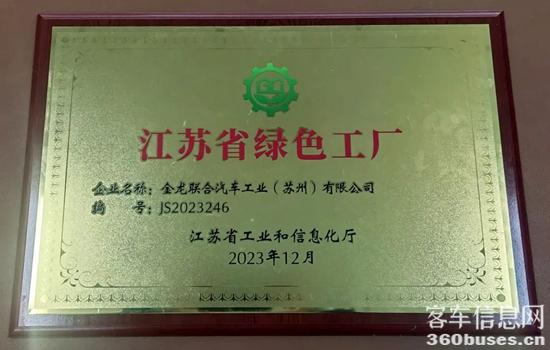 江苏省绿色工厂
企业名称：金龙联合汽车工业（苏州）有限公司
编 号：JS2023246
江苏省工业和信息化厅
2023年12月
客车信息网
360buses.cn